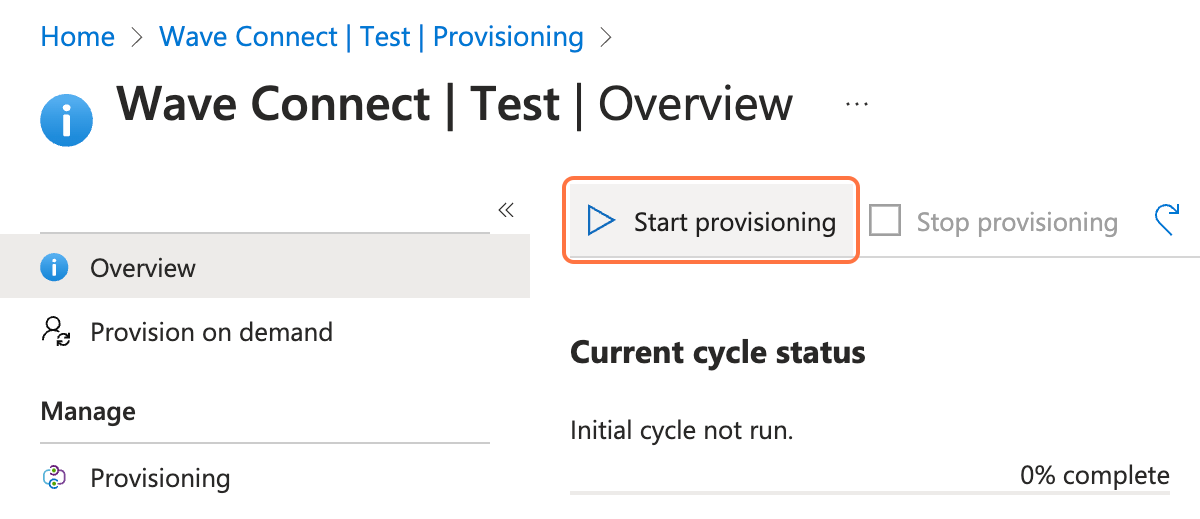 Home > Wave Connect | Test | Provisioning >
Wave Connect | Test | Overview ...
«
Start provisioning Stop provisioning
Overview
Provision on demand
Current cycle status
Manage
Initial cycle not run.
Provisioning
0% complete